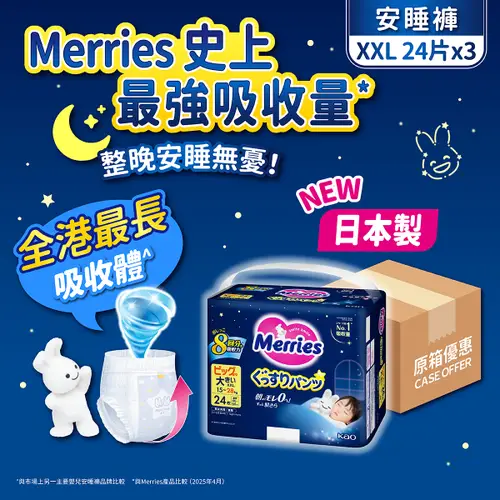 安睡褲
XXL 24片x3
Merries 史上
最強吸收量*
整晚安睡無憂!
全港最長
吸收體^
NEW
日本製
Merries
ぐっすりパンツ
8回分
ビッグより
大きい
15~28kg
24枚
朝までモレ0へ!
No.1
Kao
原箱優惠
CASE OFFER
^與市場上另一主要嬰兒安睡褲品牌比較 *與Merries產品比較 (2025年4月)